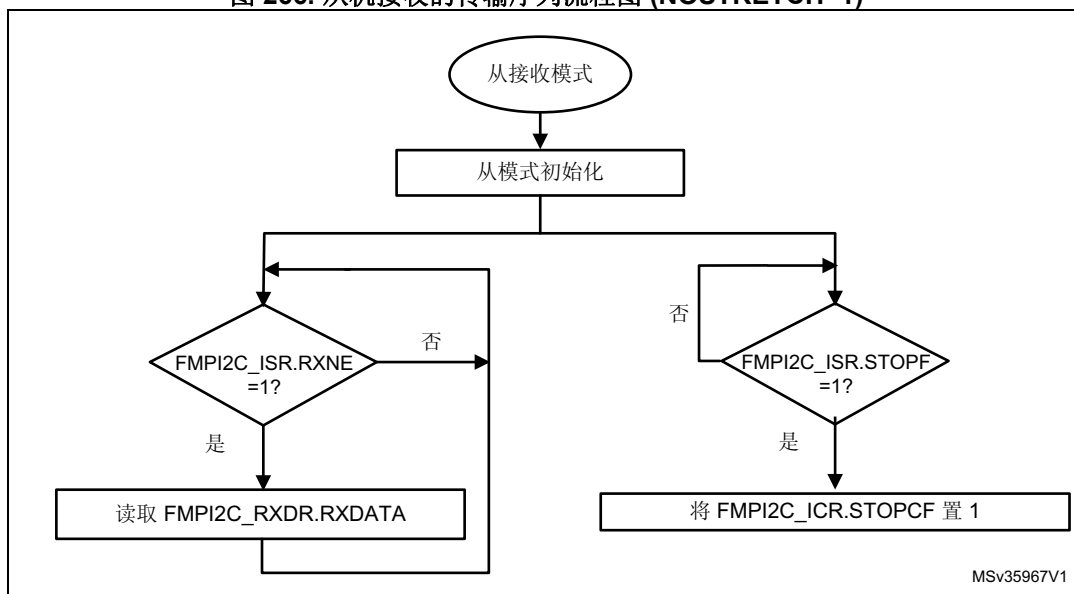 从接收模式
从模式初始化
否
否
FMPI2C_ISR.RXNE
=1?
FMPI2C_ISR.STOPF
=1?
是
是
读取 FMPI2C_RXDR.RXDATA
将 FMPI2C_ICR.STOPCF 置 1
MSv35967V1